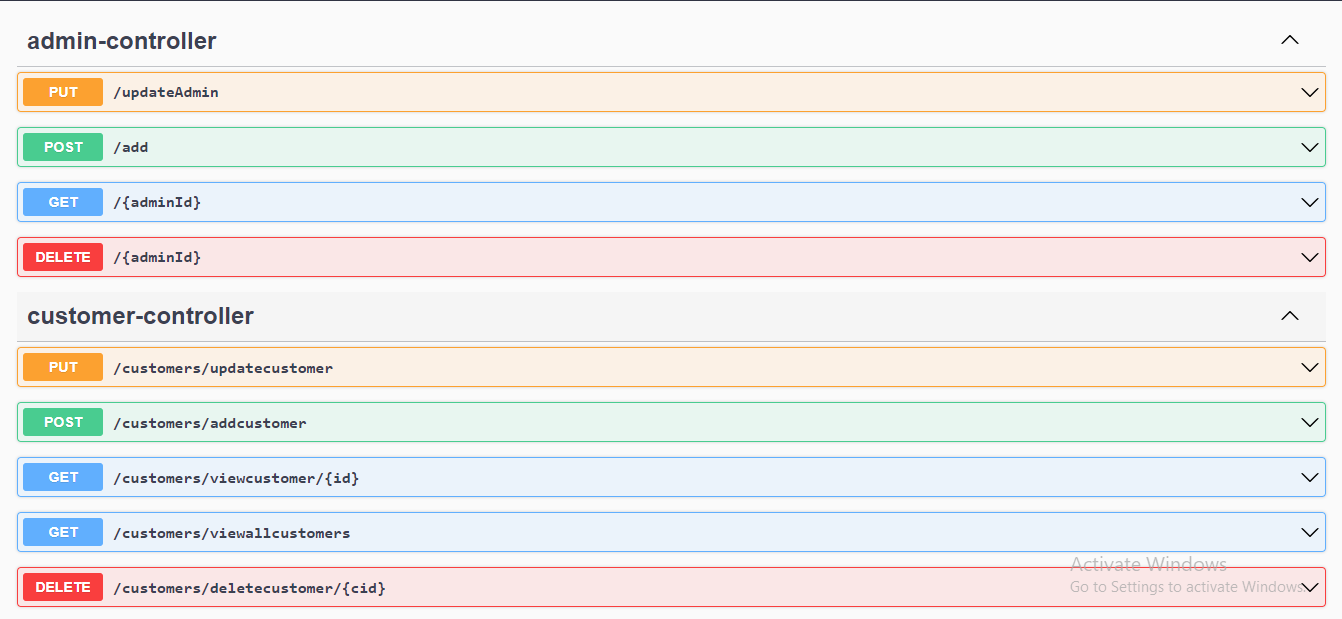 admin-controller
PUT /updateAdmin
POST /add
GET /{adminId}
DELETE /{adminId}
customer-controller
PUT /customers/updatecustomer
POST /customers/addcustomer
GET /customers/viewcustomer/{id}
GET /customers/viewallcustomers
Activate Windows
DELETE /customers/deletecustomer/{cid}
Go to Settings to activate Windows.